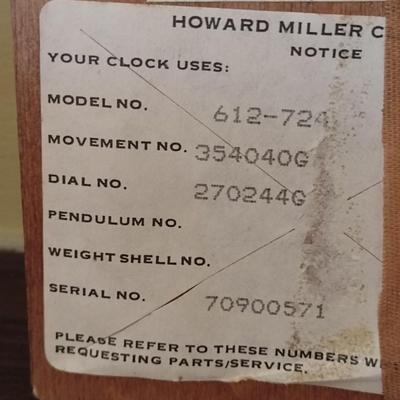 HOWARD MILLER C
NOTICE
YOUR CLOCK USES:
MODEL NO. 612-724
MOVEMENT NO. 354040G
DIAL NO. 270244G
PENDULUM NO.
WEIGHT SHELL NO.
SERIAL NO. 70900571
PLEASE REFER TO THESE NUMBERS W
REQUESTING PARTS/SERVICE.